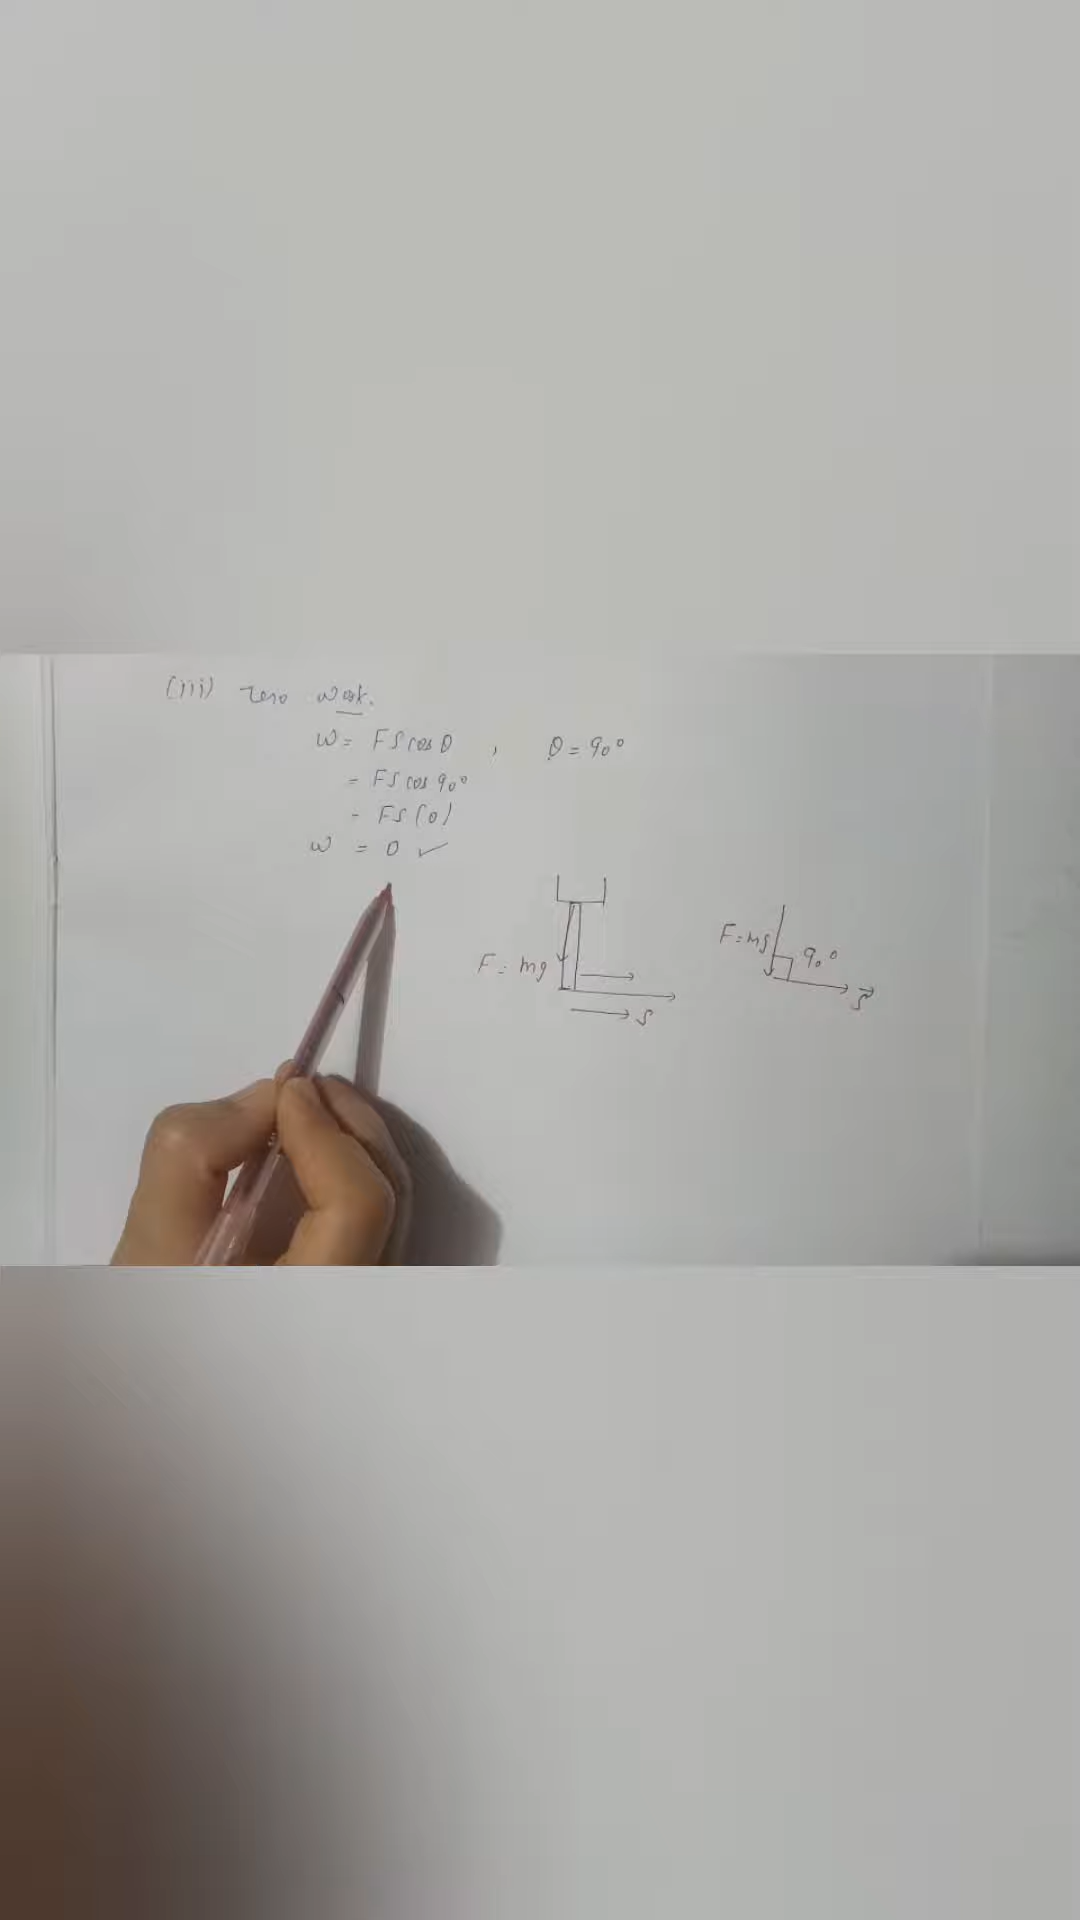 (iii) Zero Work.
W = FS cos θ , θ = 90°
= FS cos 90°
= FS (0)
W = 0 ✓
F = mg
S
F = mg 90°
S⃗